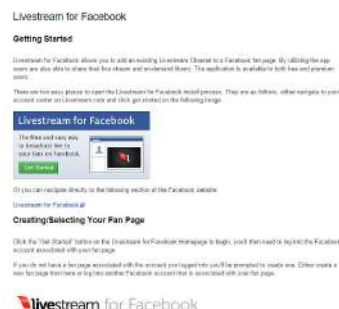 Livestream for Facebook
Getting Started
Livestream for Facebook allows you to add an existing Livestream Channel to a Facebook fan page. By utilizing the app
users are also able to share their live stream and on-demand library. The application is available to both free and premium
users.
There are two easy places to open the Livestream for Facebook install process. They are as follows, either navigate to your
account center on Livestream.com and click get started on the following image.
Livestream for Facebook
The free and easy way
to broadcast live to
your fans on Facebook.
Get Started
Or you can navigate directly to the following section of the Facebook website:
Livestream for Facebook
Creating/Selecting Your Fan Page
Click the "Get Started" button on the Livestream for Facebook Homepage to begin, you'll then need to log into the Facebook
account associated with your fan page.
If you do not have a fan page associated with the account you logged into you'll be prompted to create one. Either create a
new fan page then here or log into another Facebook account that is associated with your fan page.
livestream for Facebook